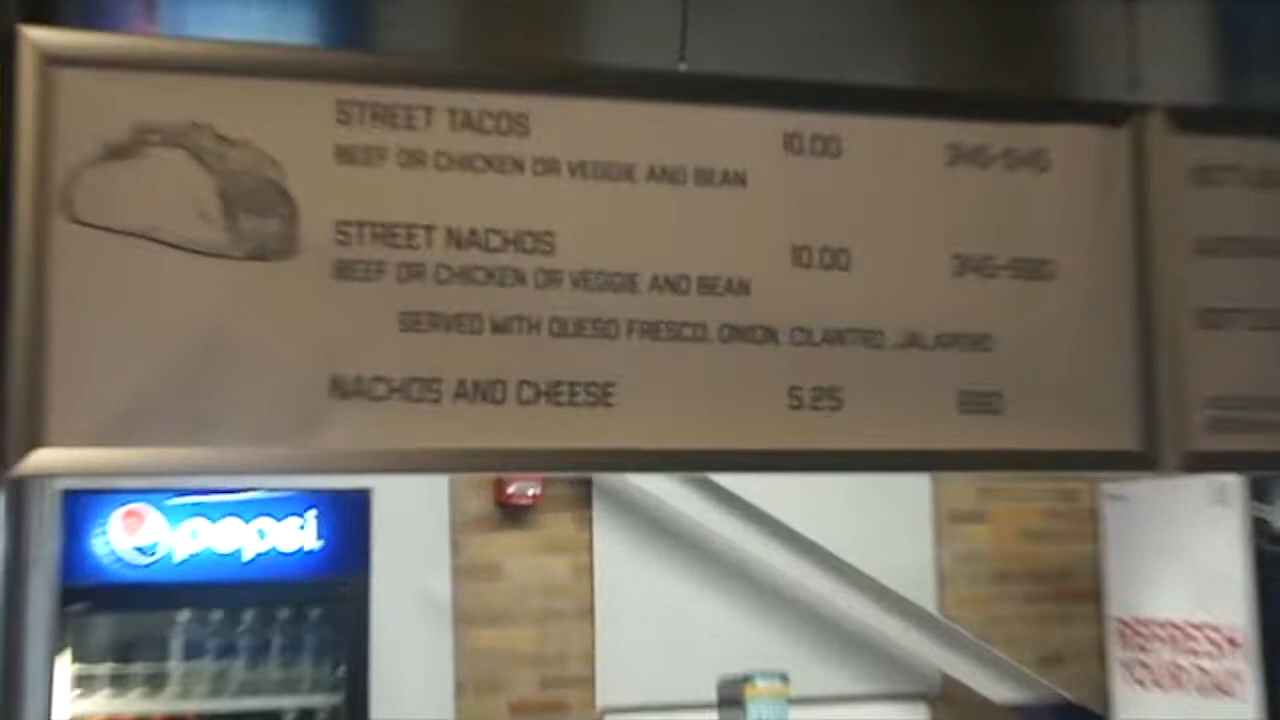 STREET TACOS 10.00
BEEF OR CHICKEN OR VEGGIE AND BEAN
STREET NACHOS 10.00
BEEF OR CHICKEN OR VEGGIE AND BEAN
SERVED WITH QUESO FRESCO, ONION, CILANTRO, JALAPENO
NACHOS AND CHEESE 5.25
pepsi
REFRESH